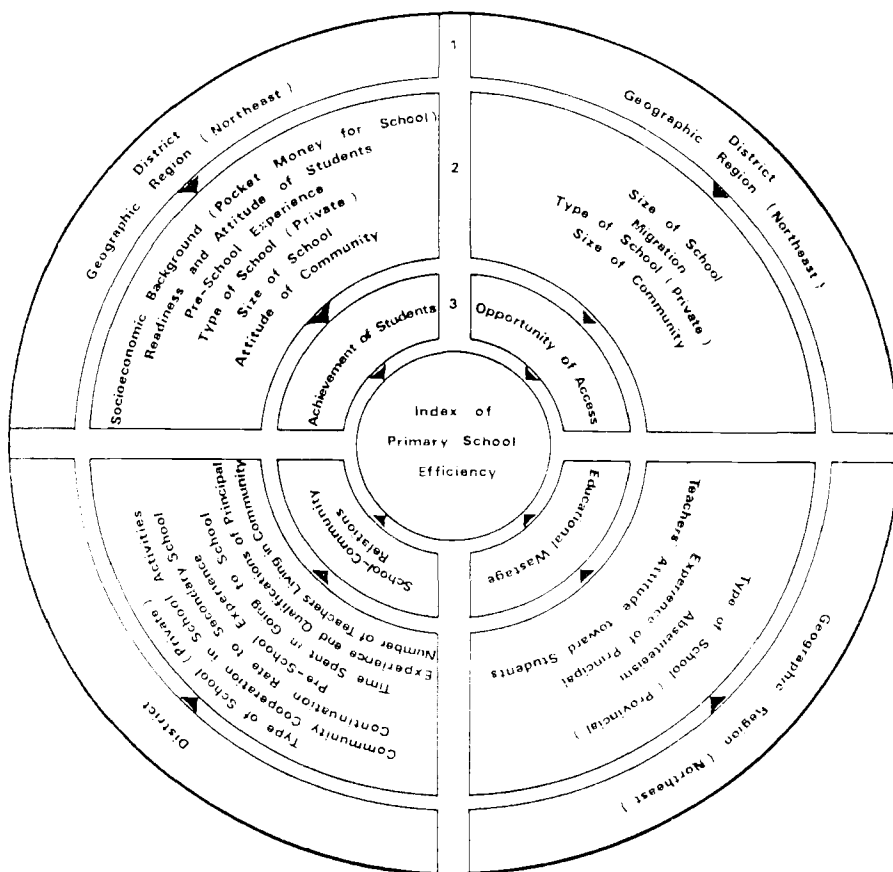 1
2
3
District
Geographic Region (Northeast)
Socioeconomic Background (Pocket Money for School)
Readiness and Attitude of Students
Pre-School Experience
Type of School (Private)
Size of School
Attitude of Community
Achievement of Students
District
Geographic Region (Northeast)
Size of School
Migration
Type of School (Private)
Size of Community
Opportunity of Access
Index of
Primary School
Efficiency
School-Community
Relations
Number of Teachers Living in Community
Experience and Qualifications of Principal
Time Spent in Going to School
Pre-School Experience
Continuation Rate to Secondary School
Community Cooperation in School Activities
Type of School (Private)
District
Educational Wastage
Teachers' Attitude toward Students
Experience of Principal
Absenteeism
Type of School (Provincial)
Geographic Region (Northeast)